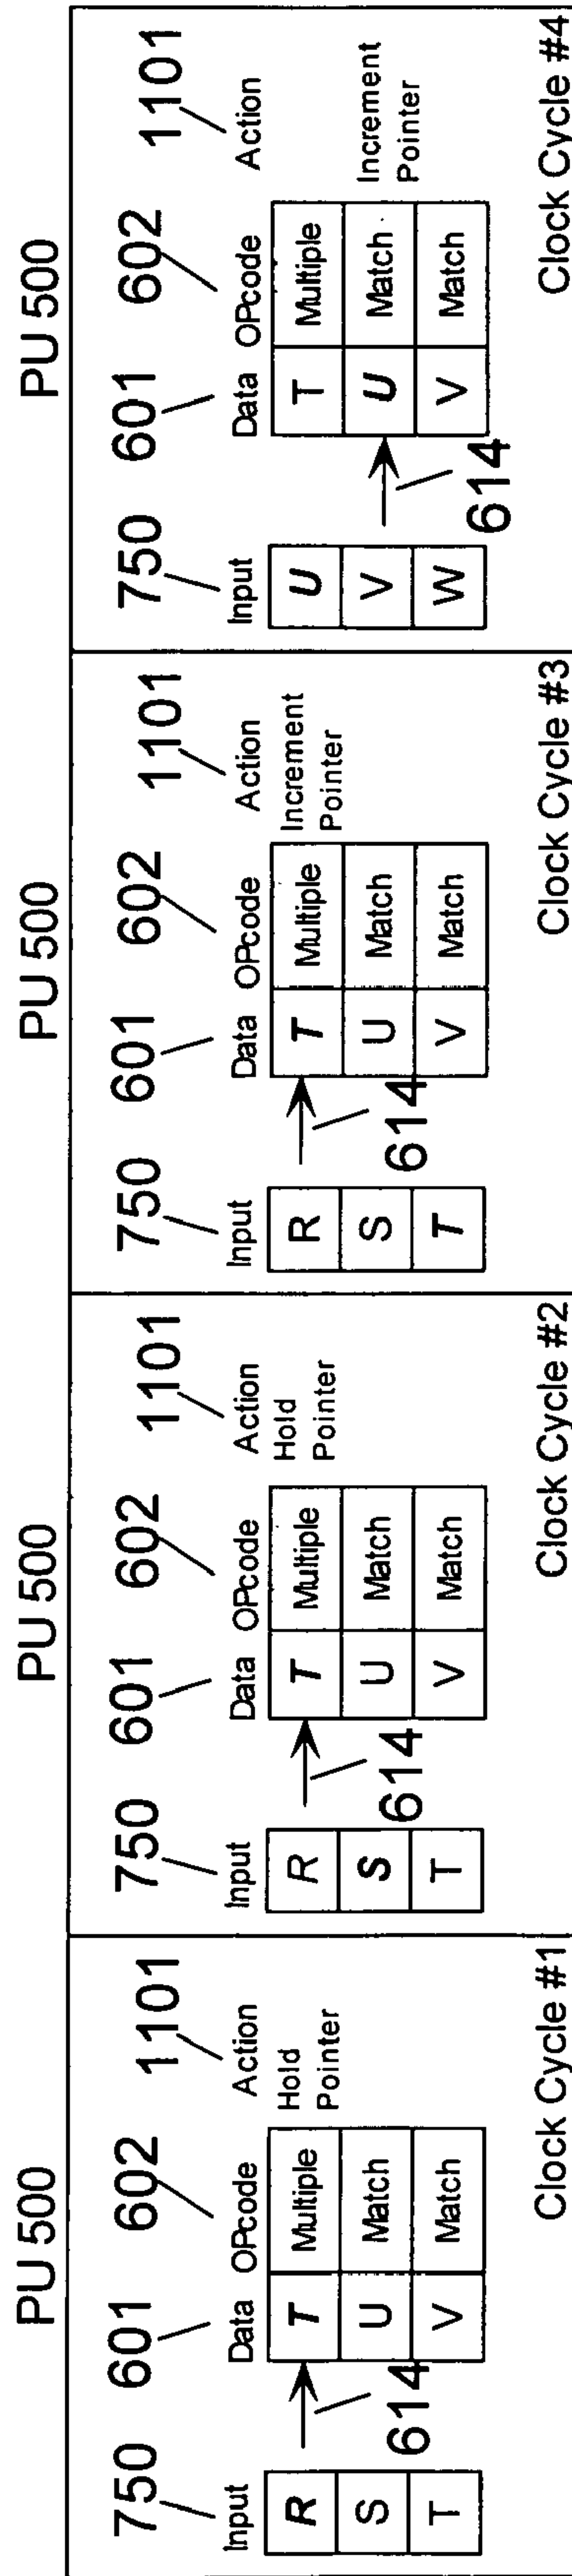 PU 500
750 601 602 1101
Input Data OPcode Action
R T Multiple Hold
Pointer
S U Match
T V Match
614
Clock Cycle #1
PU 500
750 601 602 1101
Input Data OPcode Action
R T Multiple Hold
Pointer
S U Match
T V Match
614
Clock Cycle #2
PU 500
750 601 602 1101
Input Data OPcode Action
R T Multiple Increment
Pointer
S U Match
T V Match
614
Clock Cycle #3
PU 500
750 601 602 1101
Input Data OPcode Action
U T Multiple
V U Match Increment
Pointer
W V Match
614
Clock Cycle #4